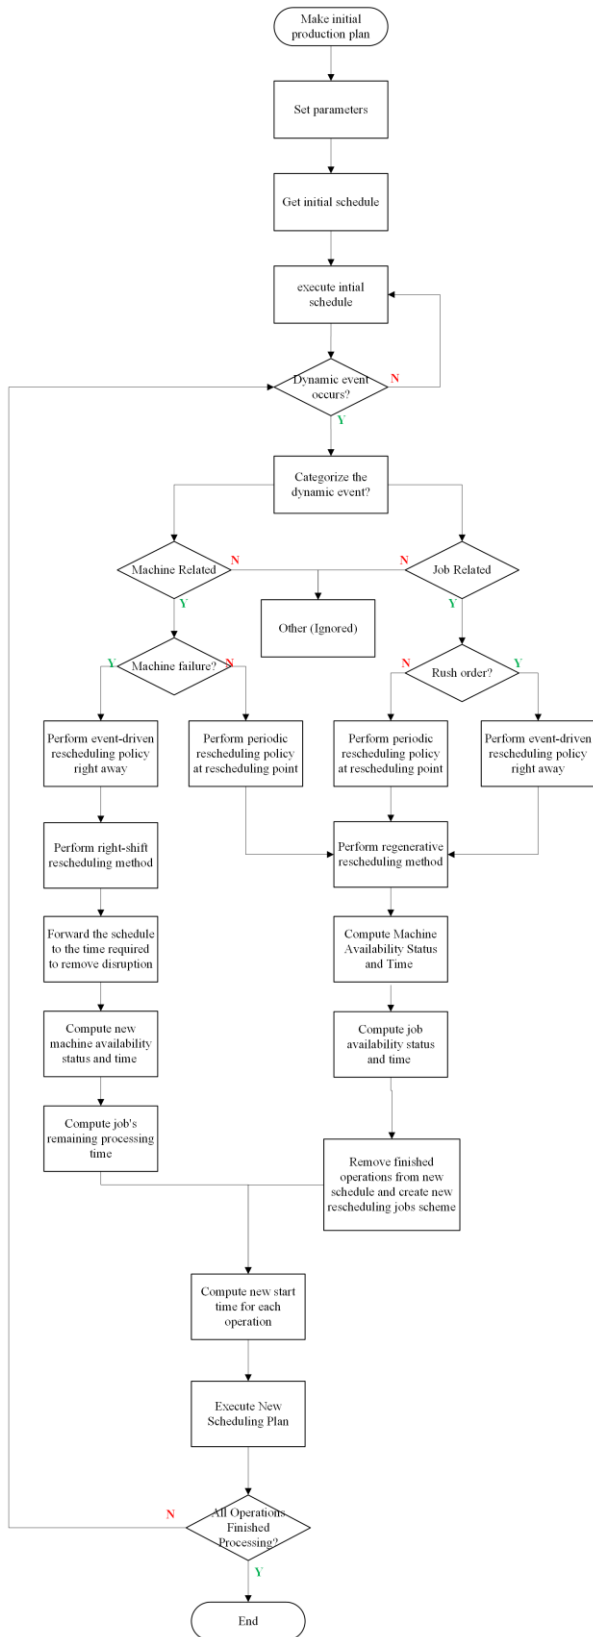 Make initial
production plan
Set parameters
Get initial schedule
execute intial
schedule
Dynamic event
occurs?
N
Y
Categorize the
dynamic event?
Machine Related
N
N
Job Related
Y
Y
Other (Ignored)
Y
Machine failure?
N
N
Rush order?
Y
Perform event-driven
rescheduling policy
right away
Perform periodic
rescheduling policy
at rescheduling point
Perform periodic
rescheduling policy
at rescheduling point
Perform event-driven
rescheduling policy
right away
Perform right-shift
rescheduling method
Perform regenerative
rescheduling method
Forward the schedule
to the time required
to remove disruption
Compute Machine
Availability Status
and Time
Compute new
machine availability
status and time
Compute job
availability status
and time
Compute job's
remaining processing
time
Remove finished
operations from new
schedule and create new
rescheduling jobs scheme
Compute new start
time for each
operation
Execute New
Scheduling Plan
N
All Operations
Finished
Processing?
Y
End